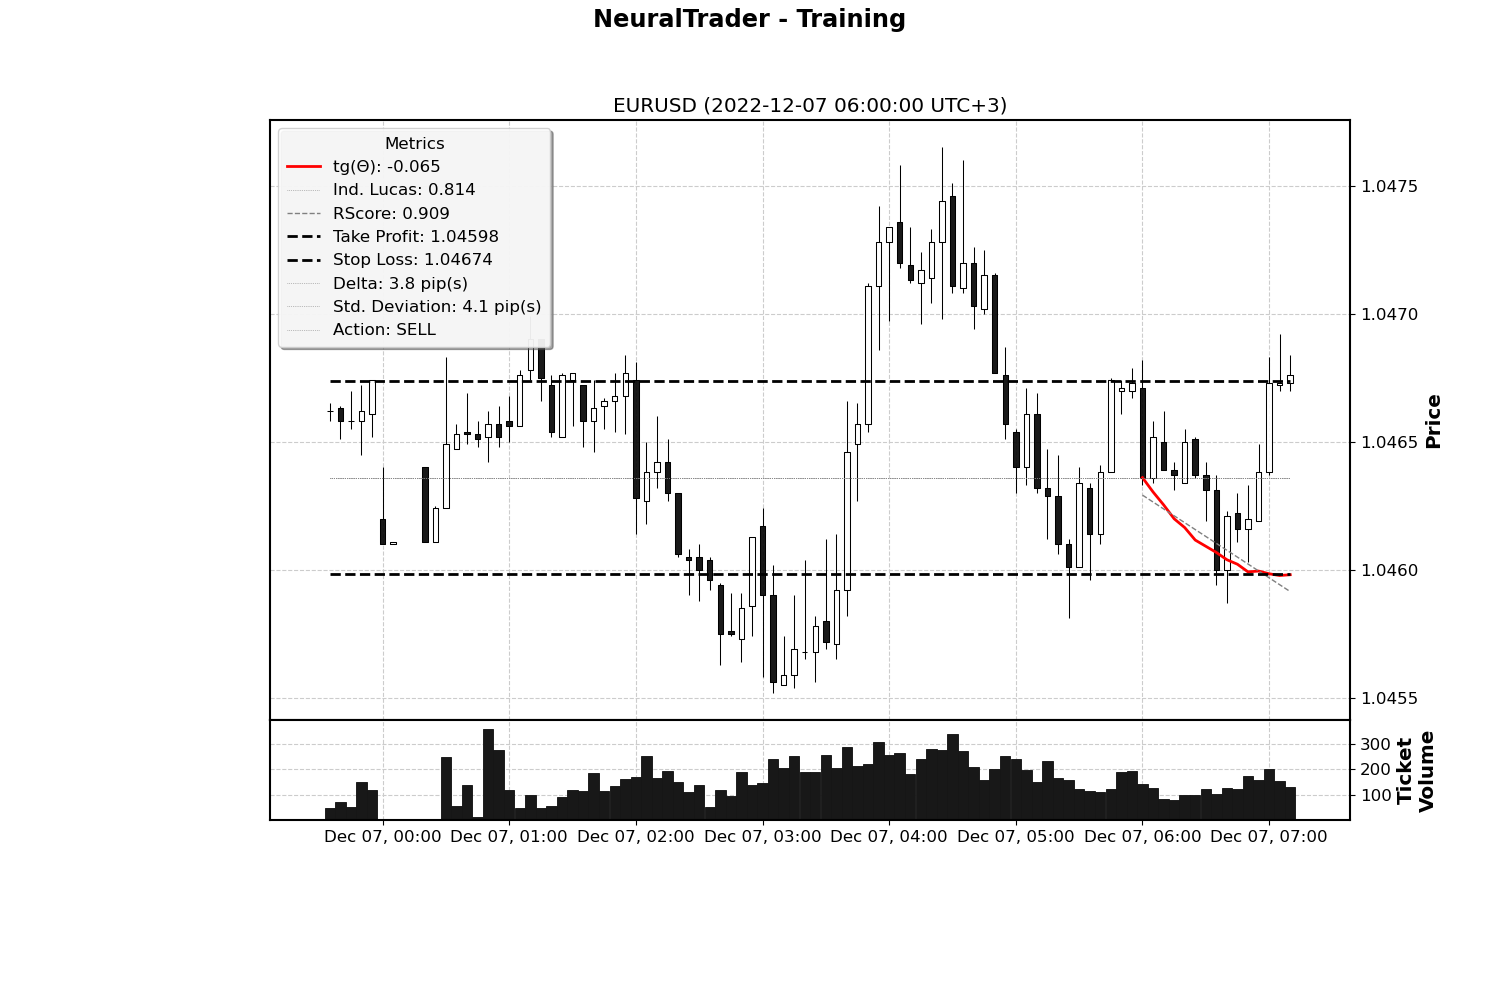 NeuralTrader - Training
EURUSD (2022-12-07 06:00:00 UTC+3)
Metrics
tg(Θ): -0.065
Ind. Lucas: 0.814
RScore: 0.909
Take Profit: 1.04598
Stop Loss: 1.04674
Delta: 3.8 pip(s)
Std. Deviation: 4.1 pip(s)
Action: SELL
1.0475
1.0470
1.0465
1.0460
1.0455
Price
300
200
100
Ticket
Volume
Dec 07, 00:00 Dec 07, 01:00 Dec 07, 02:00 Dec 07, 03:00 Dec 07, 04:00 Dec 07, 05:00 Dec 07, 06:00 Dec 07, 07:00